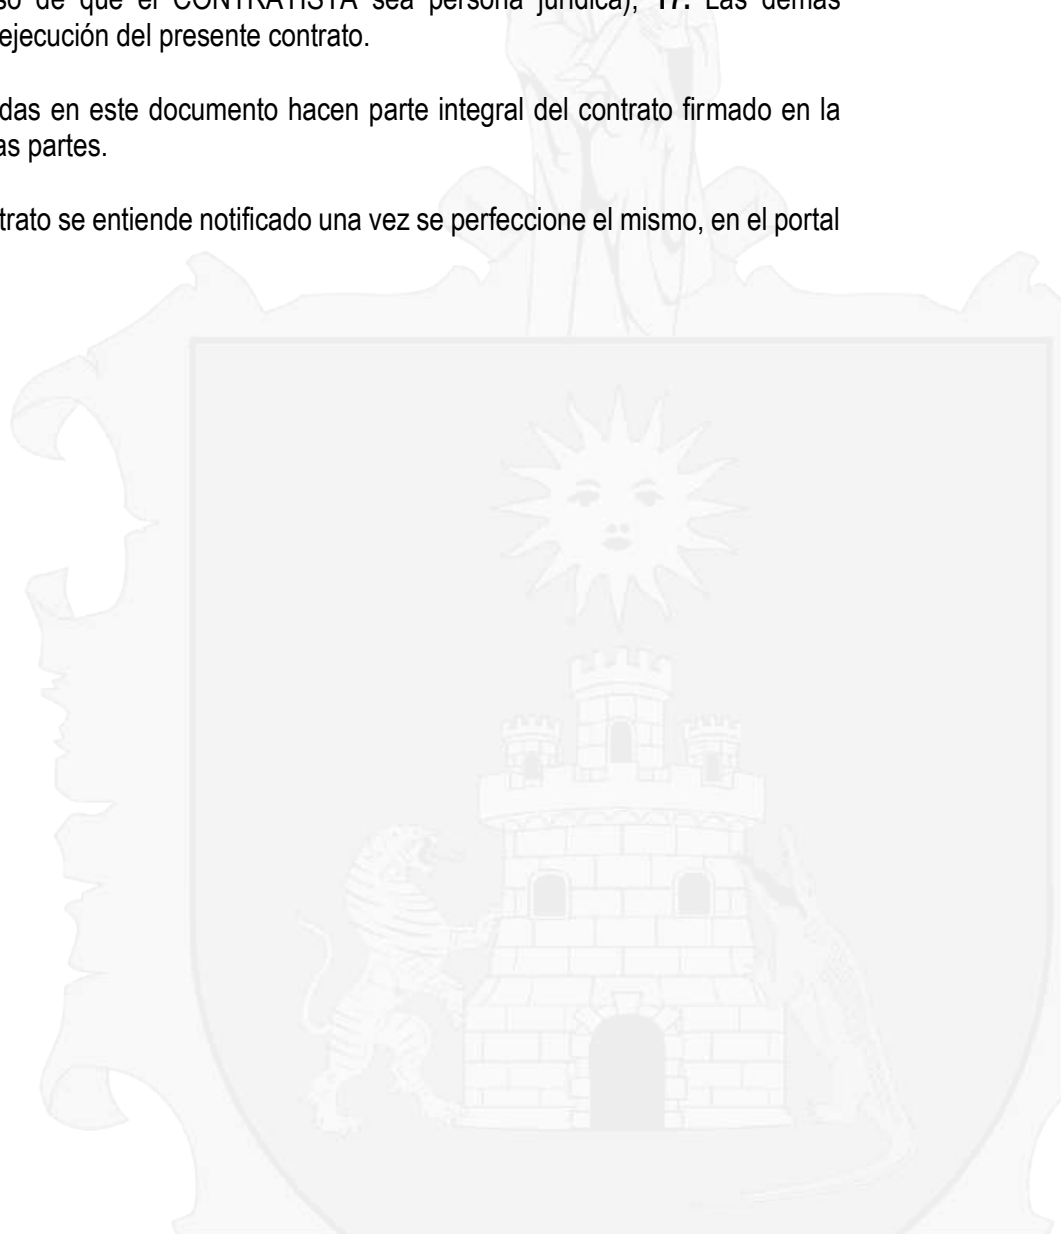 so de que el CONTRATISTA sea persona jurídica), 17. Las demás
ejecución del presente contrato.
das en este documento hacen parte integral del contrato firmado en la
as partes.
trato se entiende notificado una vez se perfeccione el mismo, en el portal